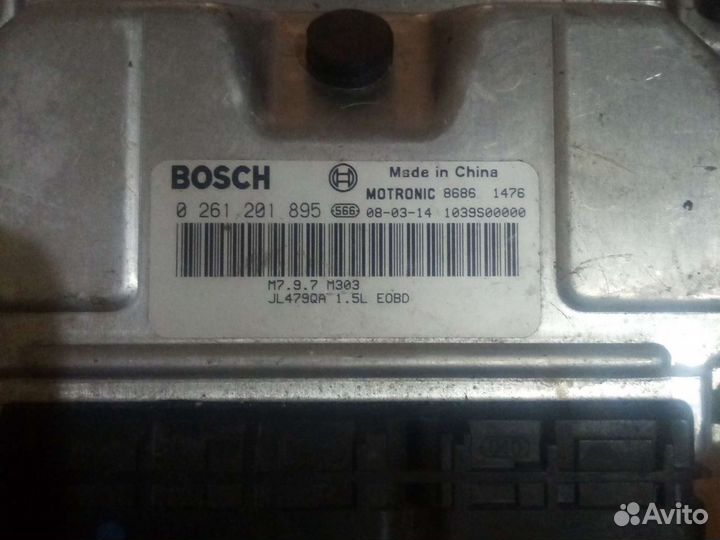 BOSCH Made in China
MOTRONIC 8686 1476
0 261 201 895 566 08-03-14 1039S00000
M7.9.7 M303
JL479QA 1.5L EOBD
Avito